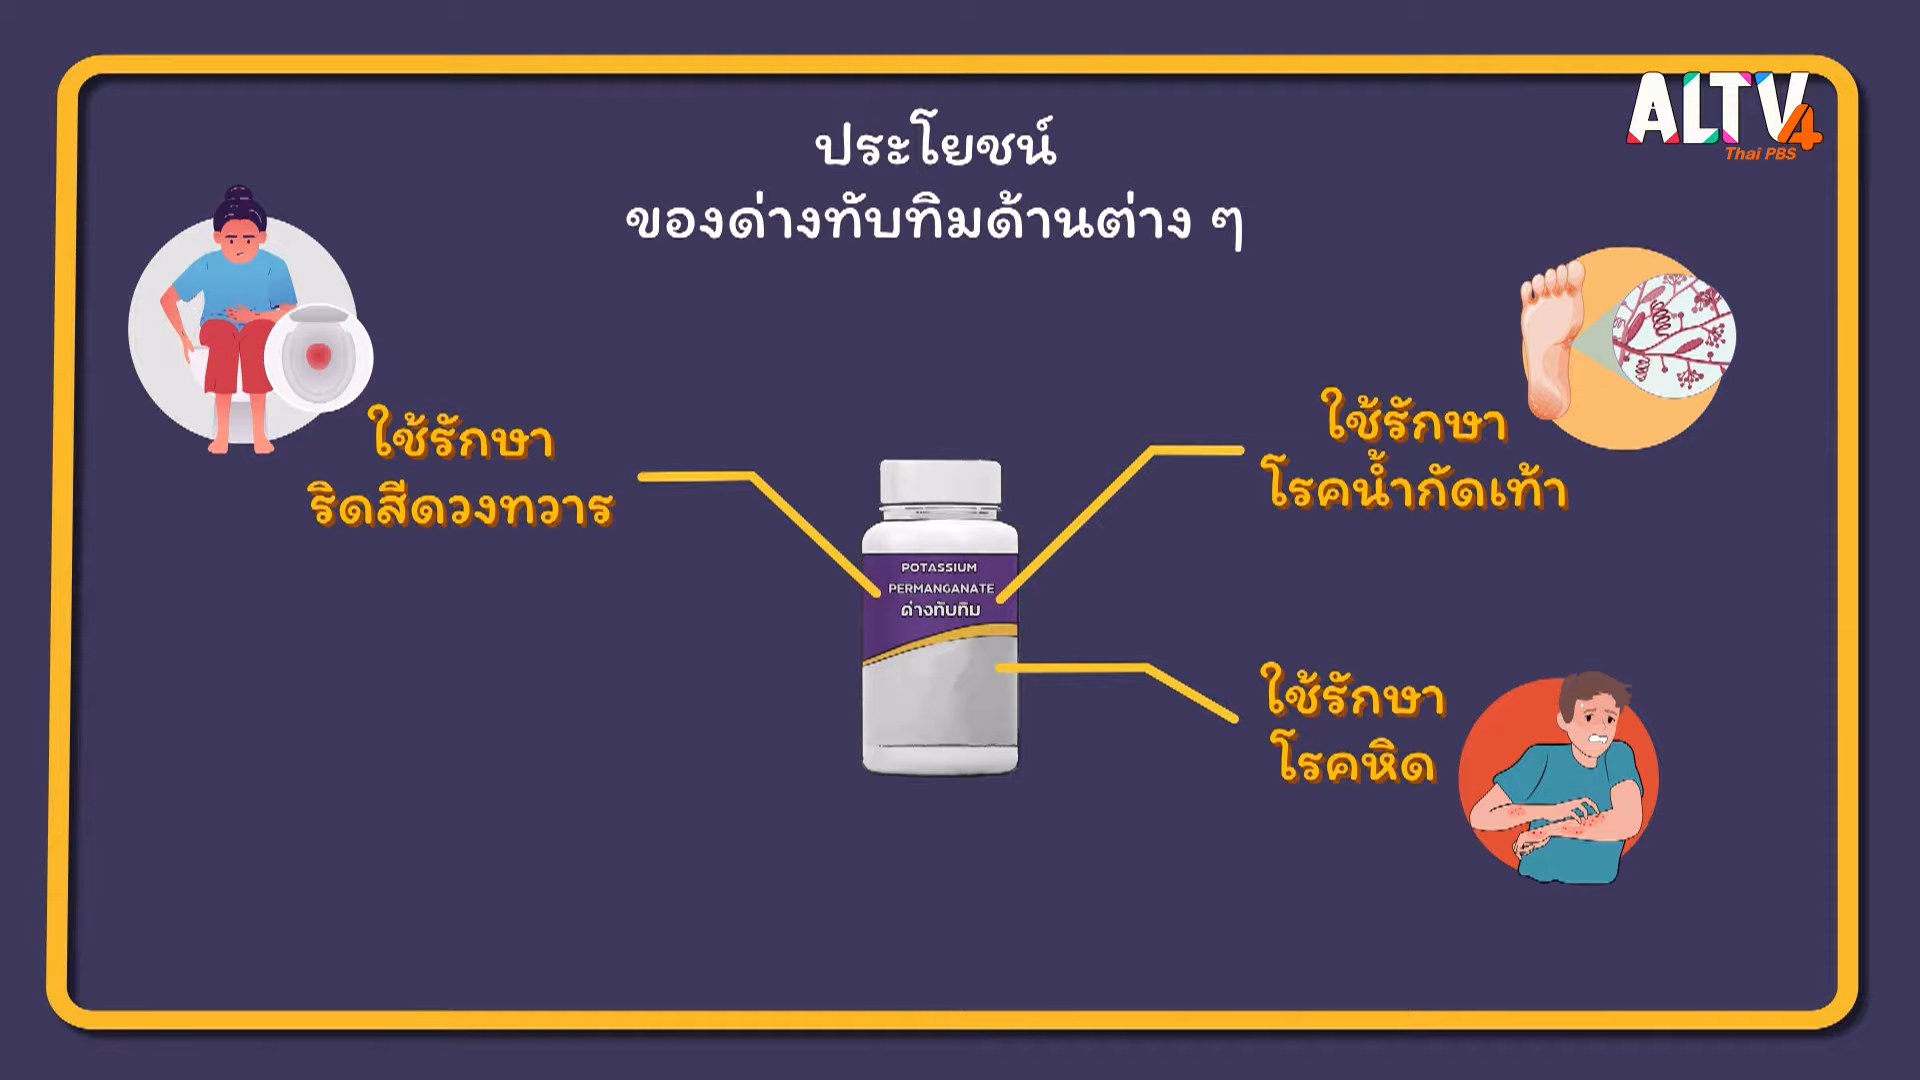 ALTV4
Thai PBS
ประโยชน์
ของด่างทับทิมด้านต่าง ๆ
ใช้รักษา
ริดสีดวงทวาร
ใช้รักษา
โรคน้ำกัดเท้า
POTASSIUM
PERMANGANATE
ด่างทับทิม
ใช้รักษา
โรคหิด